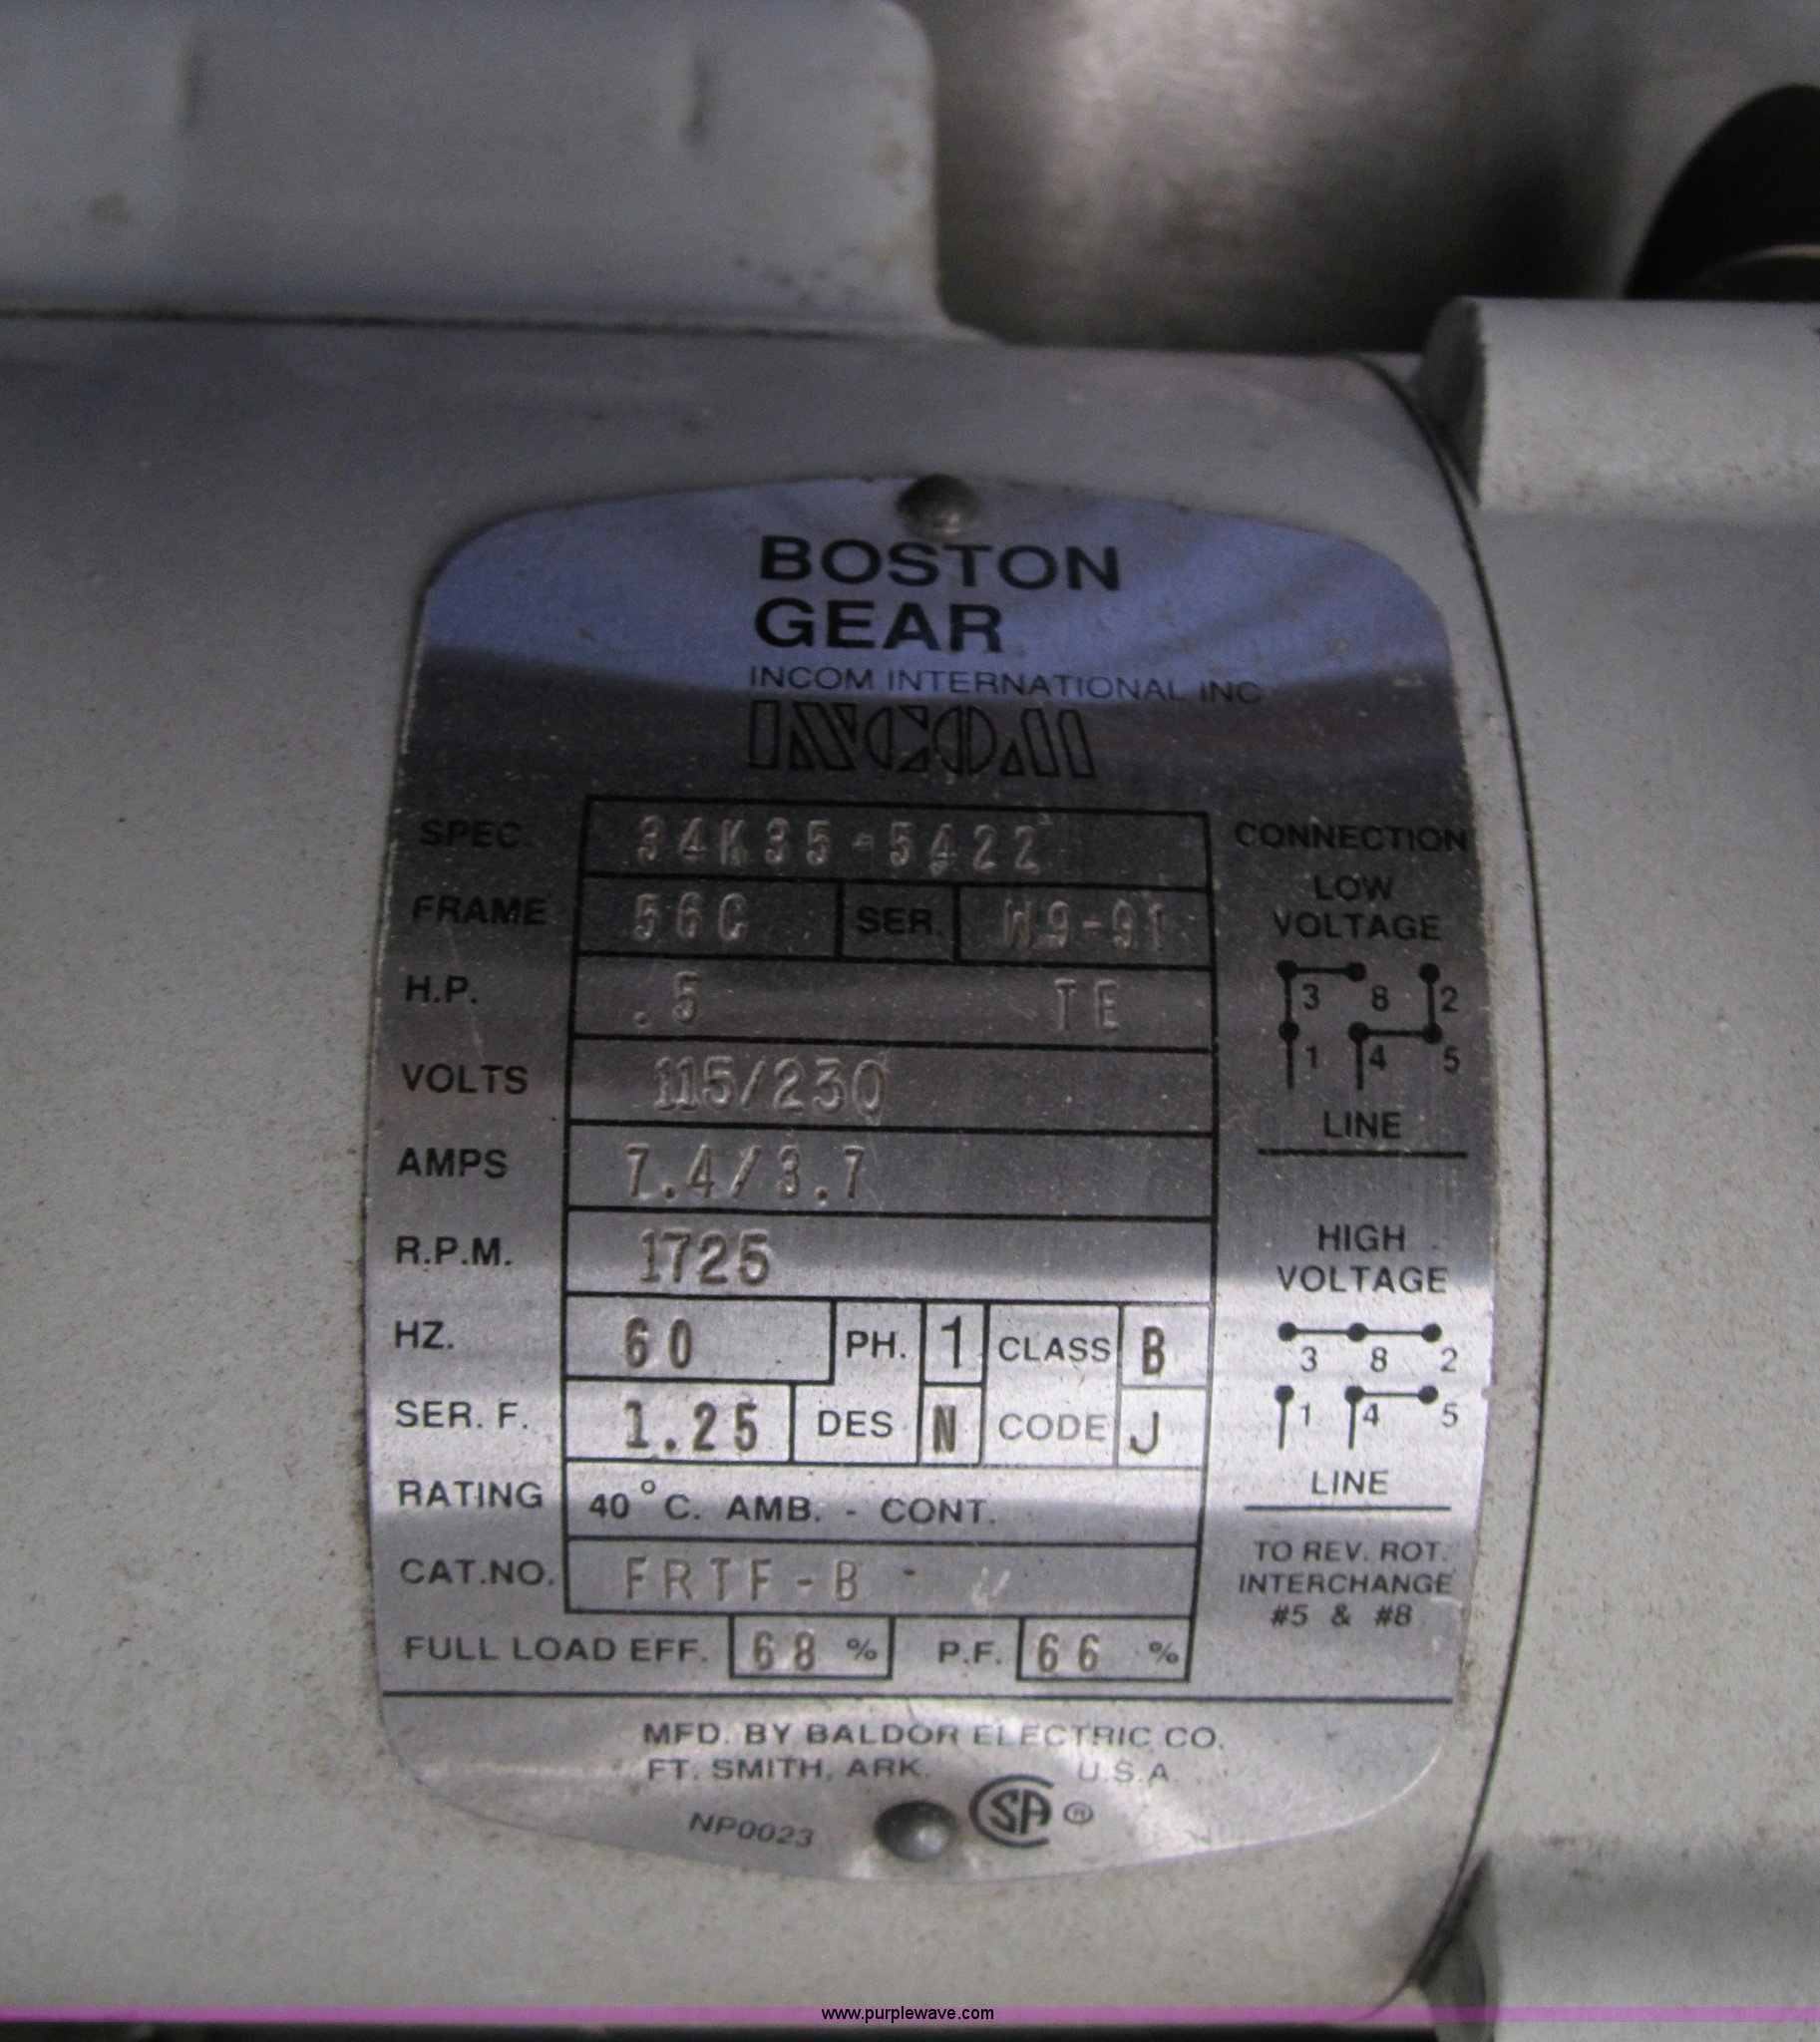 BOSTON
GEAR
INCOM INTERNATIONAL INC
INCOM
SPEC. 34K35-5422
FRAME 56C SER. W9-91
H.P. .5 TE
VOLTS 115/230
AMPS 7.4/3.7
R.P.M. 1725
HZ. 60 PH. 1 CLASS B
SER. F. 1.25 DES N CODE J
RATING 40°C. AMB. - CONT.
CAT.NO. FRTF-B
FULL LOAD EFF. 68 % P.F. 66 %
CONNECTION
LOW
VOLTAGE
3 8 2
1 4 5
LINE
HIGH
VOLTAGE
3 8 2
1 4 5
LINE
TO REV. ROT.
INTERCHANGE
#5 & #8
MFD. BY BALDOR ELECTRIC CO.
FT. SMITH, ARK. U.S.A.
NP0023 SA ®
www.purplewave.com